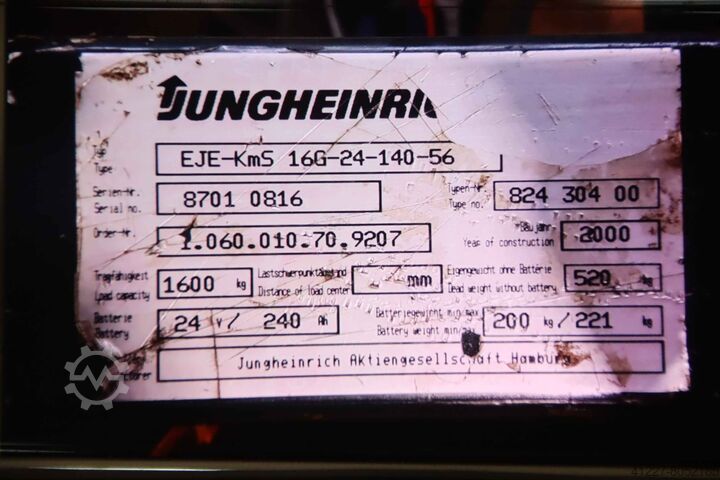 JUNGHEINRIC
Typ EJE-KmS 16G-24-140-56
Type
Serien-Nr. 8701 0816 Typen-Nr. 824 304 00
Serial no. Type no.
Order-Nr. 1.060.010.70.9207 Baujahr 2000
Year of construction
Tragfähigkeit 1600 kg Lastschwerpunktabstand mm Eigengewicht ohne Batterie 520 kg
Load capacity Distance of load center Dead weight without battery
Batterie 24 V/ 240 Ah Batteriegewicht min/max 200 kg/221 kg
Battery Battery weight min/max
Jungheinrich Aktiengesellschaft Hamburg